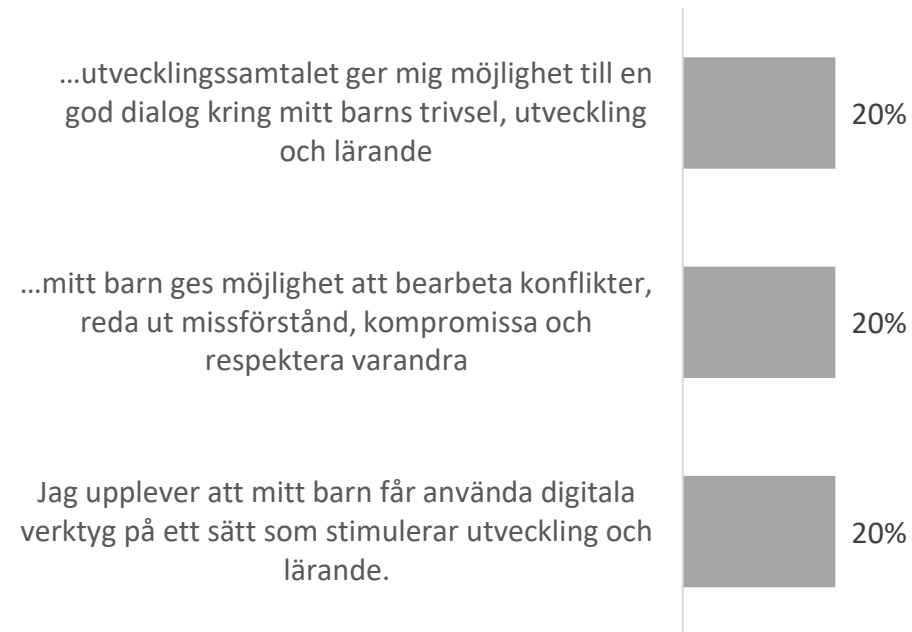 ...utvecklingssamtalet ger mig möjlighet till en
god dialog kring mitt barns trivsel, utveckling
och lärande
20%
...mitt barn ges möjlighet att bearbeta konflikter,
reda ut missförstånd, kompromissa och
respektera varandra
20%
Jag upplever att mitt barn får använda digitala
verktyg på ett sätt som stimulerar utveckling och
lärande.
20%